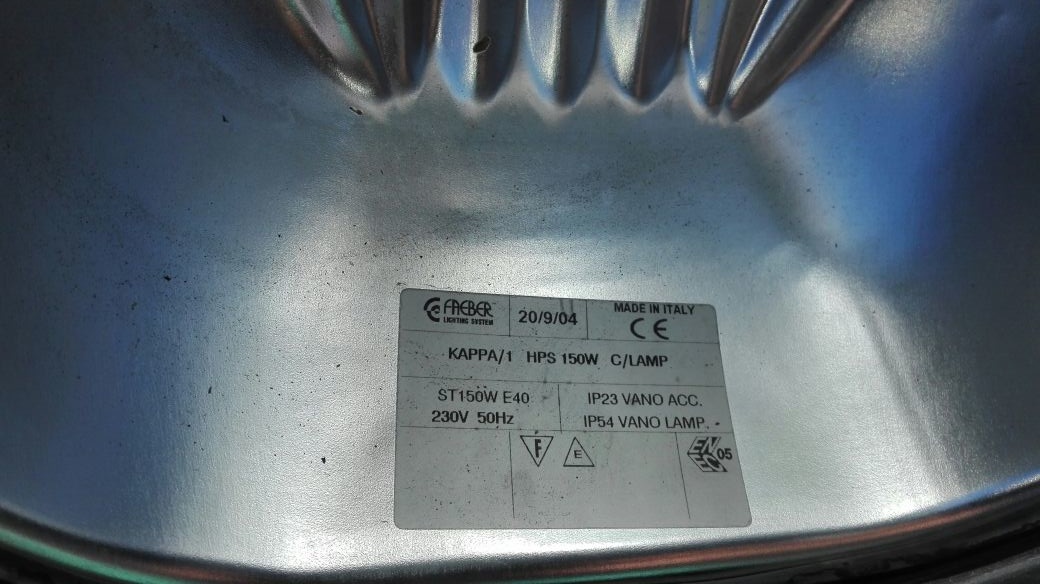 FAEBER
LIGHTING SYSTEM
20/9/04
MADE IN ITALY
CE
KAPPA/1 HPS 150W C/LAMP
ST150W E40
230V 50Hz
IP23 VANO ACC.
IP54 VANO LAMP.
F
E
ENEC 05